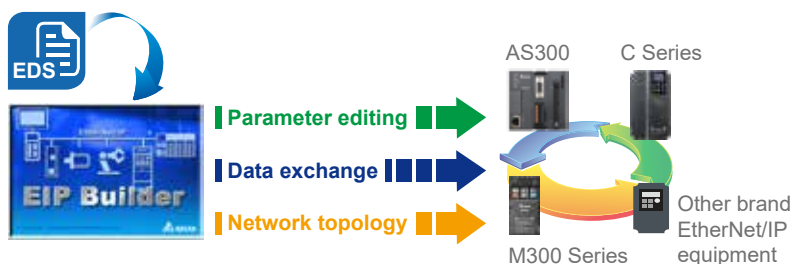 EDS
EIP Builder
Parameter editing
Data exchange
Network topology
AS300
C Series
M300 Series
Other brand
EtherNet/IP
equipment